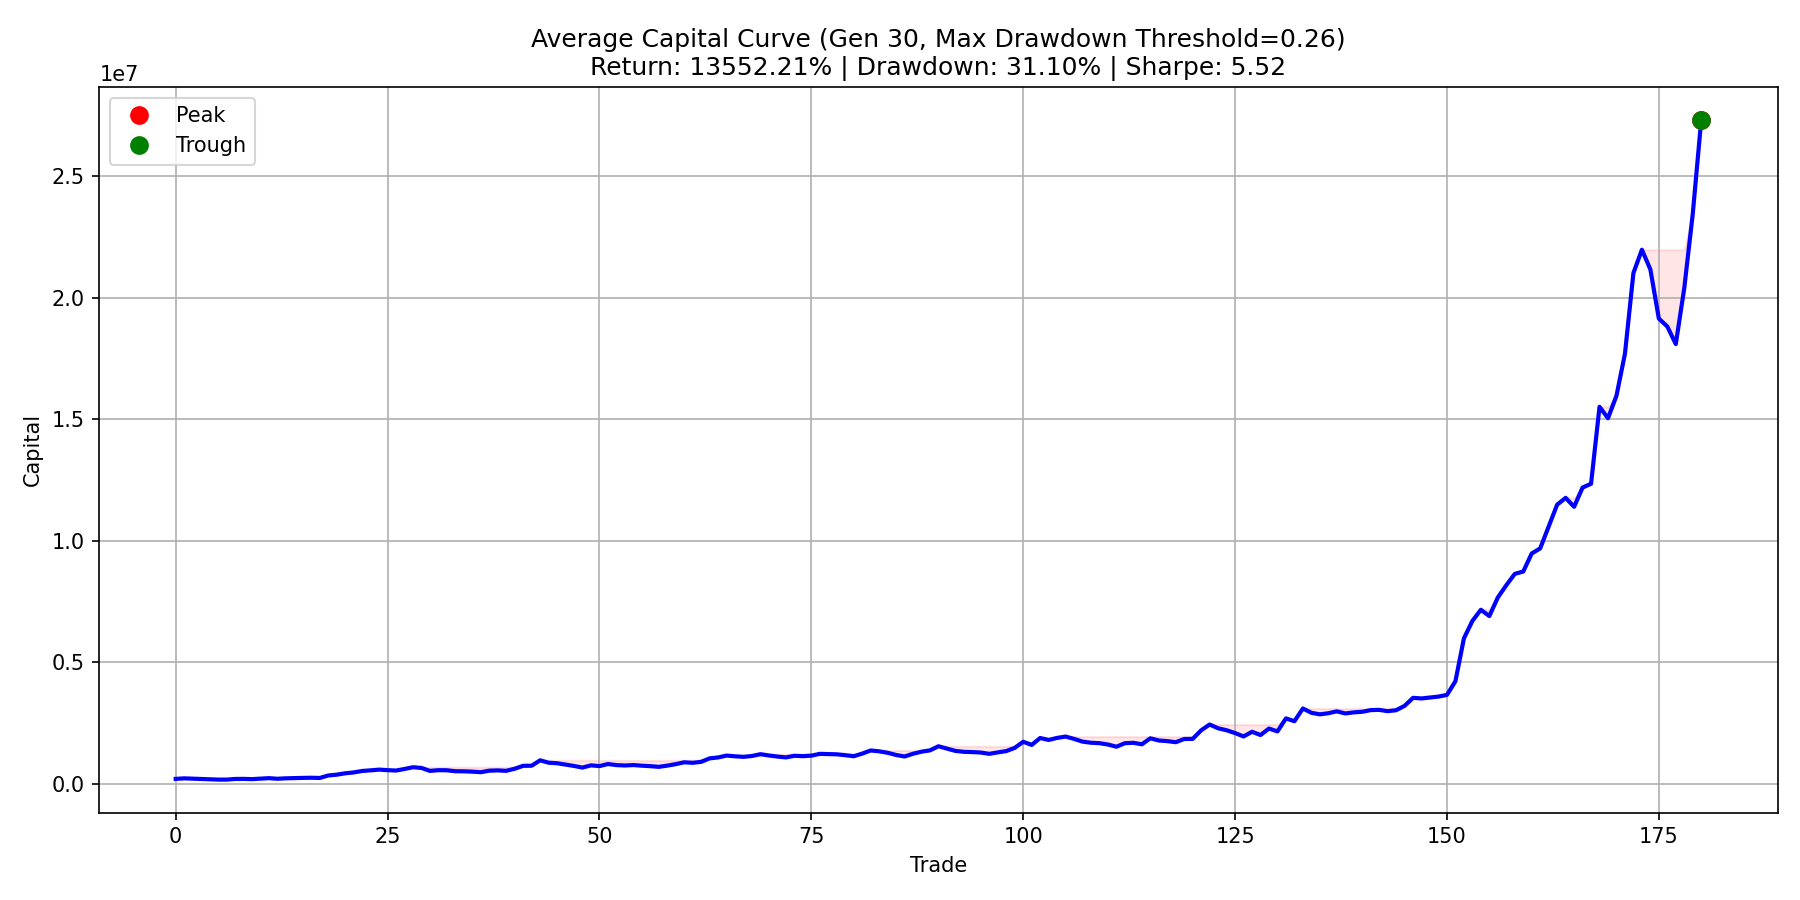 Average Capital Curve (Gen 30, Max Drawdown Threshold=0.26)
Return: 13552.21% | Drawdown: 31.10% | Sharpe: 5.52
1e7
Peak
Trough
2.5
2.0
1.5
1.0
0.5
0.0
Capital
0 25 50 75 100 125 150 175
Trade